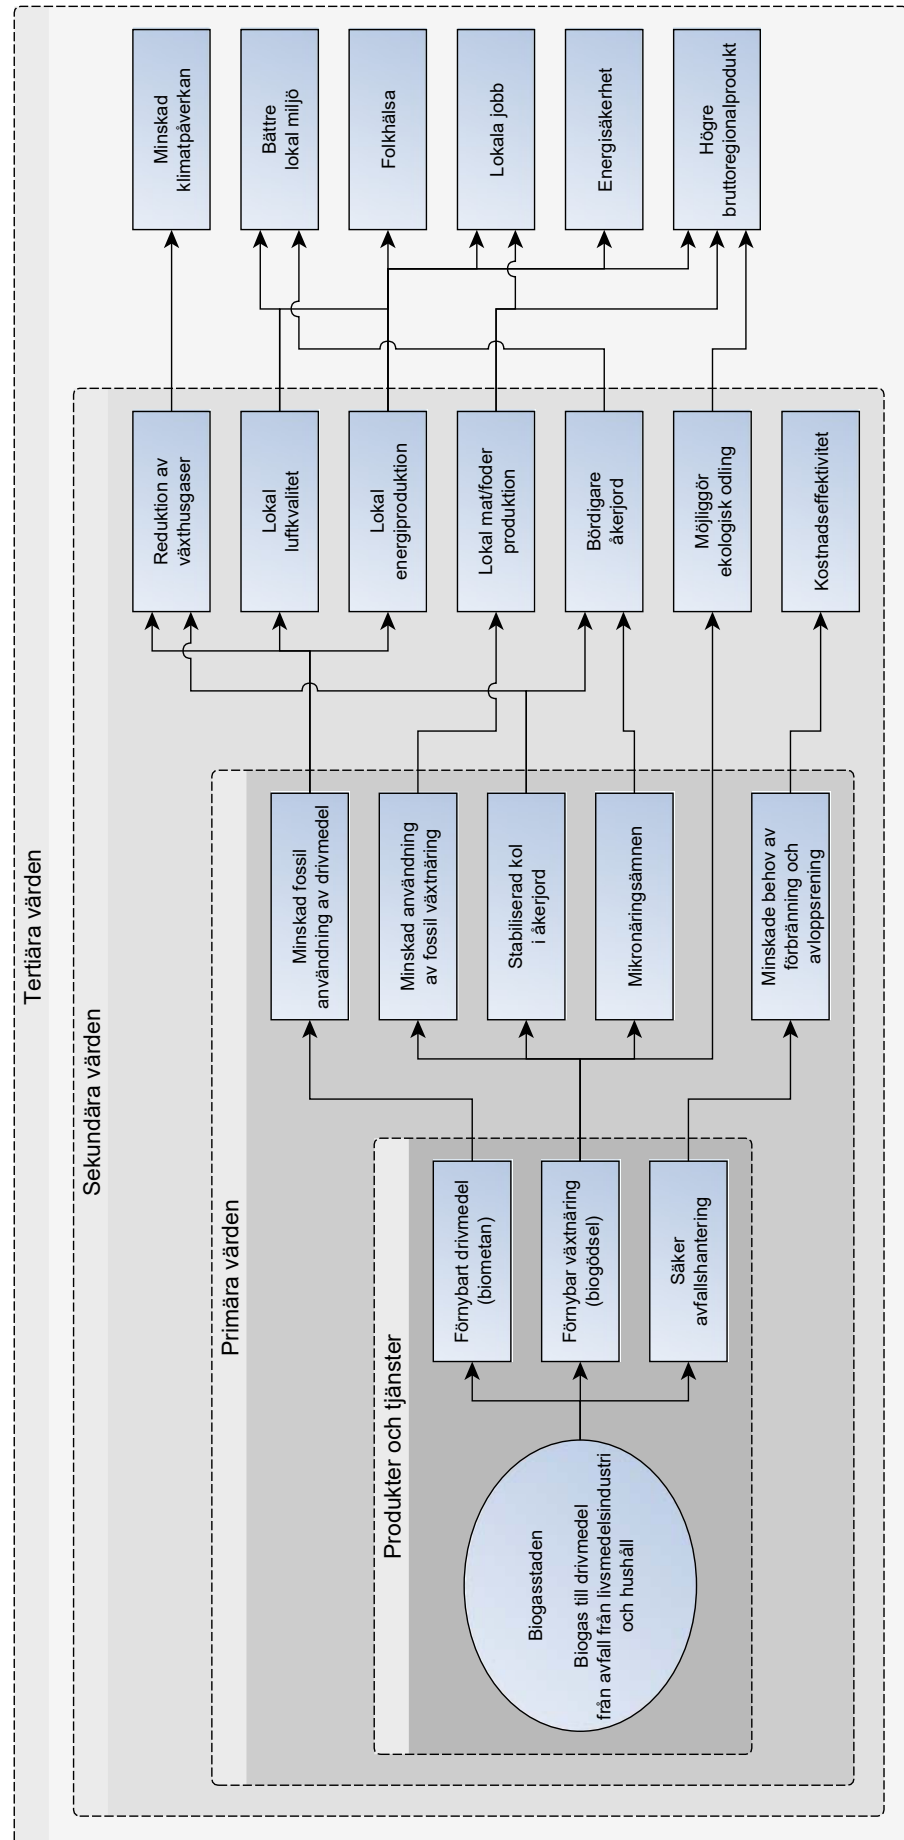 Tertiära värden
Sekundära värden
Primära värden
Produkter och tjänster
Biogasstaden
Biogas till drivmedel
från avfall från livsmedelsindustri
och hushåll
Förnybart drivmedel
(biometan)
Förnybar växtnäring
(biogödsel)
Säker
avfallshantering
Minskad fossil
användning av drivmedel
Minskad användning
av fossil växtnäring
Stabiliserad kol
i åkerjord
Mikronäringsämnen
Minskade behov av
förbränning och
avloppsrening
Reduktion av
växthusgaser
Lokal
luftkvalitet
Lokal
energiproduktion
Lokal mat/foder
produktion
Bördigare
åkerjord
Möjliggör
ekologisk odling
Kostnadseffektivitet
Minskad
klimatpåverkan
Bättre
lokal miljö
Folkhälsa
Lokala jobb
Energisäkerhet
Högre
bruttoregionalprodukt